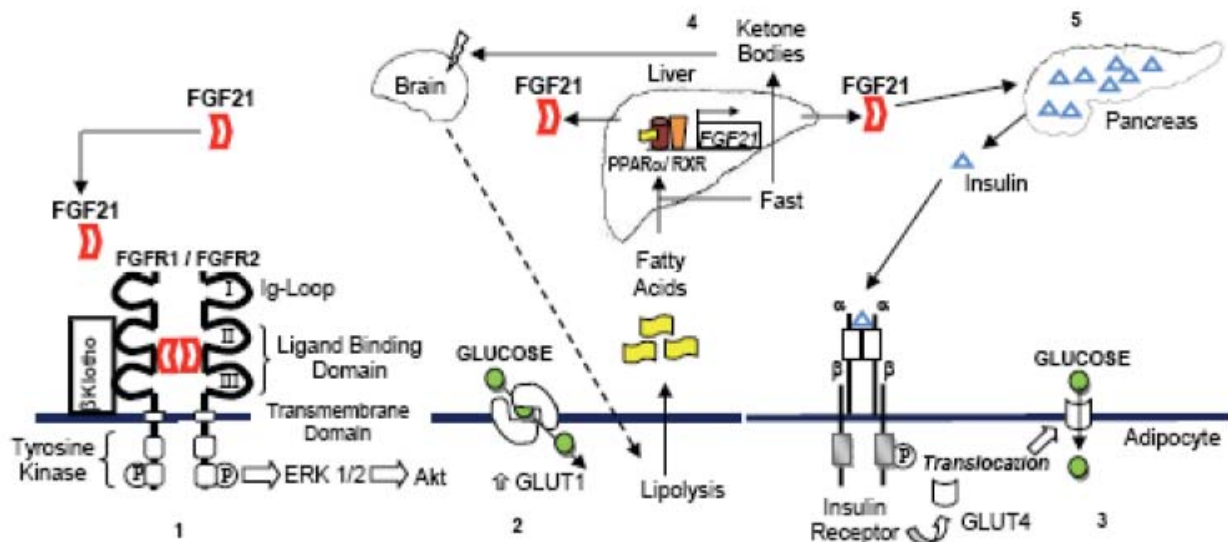 4
Ketone
Bodies
5
Brain
Liver
FGF21
FGF21
FGF21
FGF21
PPARα/ RXR
Pancreas
Insulin
Fast
FGF21
FGFR1 / FGFR2
I
Ig-Loop
II
III
βKlotho
Ligand Binding
Domain
Transmembrane
Domain
Tyrosine
Kinase
P
P
ERK 1/2
Akt
1
GLUCOSE
GLUT1
2
Fatty
Acids
Lipolysis
α
α
β
β
P
Insulin
Receptor
Translocation
GLUT4
GLUCOSE
Adipocyte
3